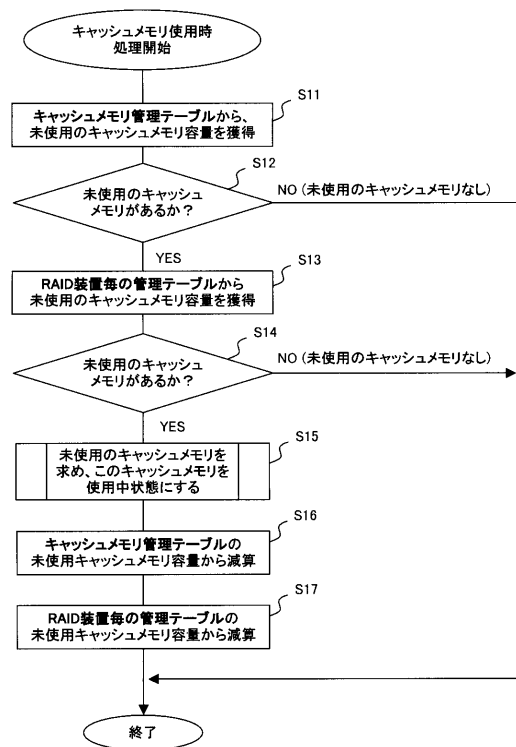 キャッシュメモリ使用時
処理開始
S11
キャッシュメモリ管理テーブルから、
未使用のキャッシュメモリ容量を獲得
S12
未使用のキャッシュ
メモリがあるか？
NO (未使用のキャッシュメモリなし)
YES
S13
RAID装置毎の管理テーブルから
未使用のキャッシュメモリ容量を獲得
S14
未使用のキャッシュ
メモリがあるか？
NO (未使用のキャッシュメモリなし)
YES
S15
未使用のキャッシュメモリを
求め、このキャッシュメモリを
使用中状態にする
S16
キャッシュメモリ管理テーブルの
未使用キャッシュメモリ容量から減算
S17
RAID装置毎の管理テーブルの
未使用キャッシュメモリ容量から減算
終了